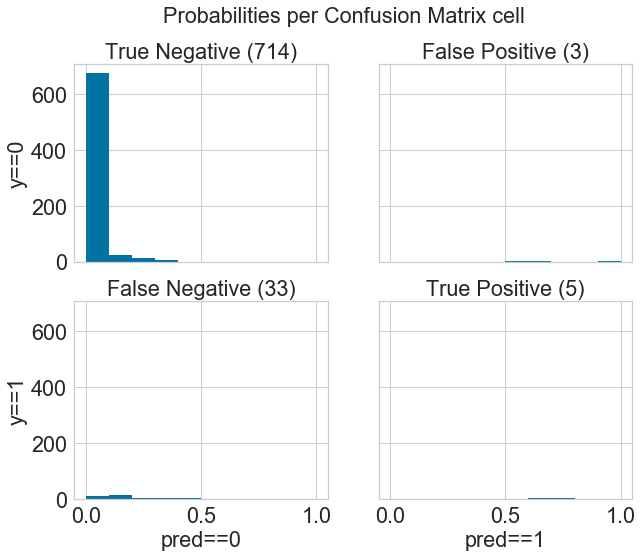 Probabilities per Confusion Matrix cell
True Negative (714)
False Positive (3)
600
400
200
0
y==0
False Negative (33)
True Positive (5)
600
400
200
0
y==1
0.0 0.5 1.0
0.0 0.5 1.0
pred==0
pred==1